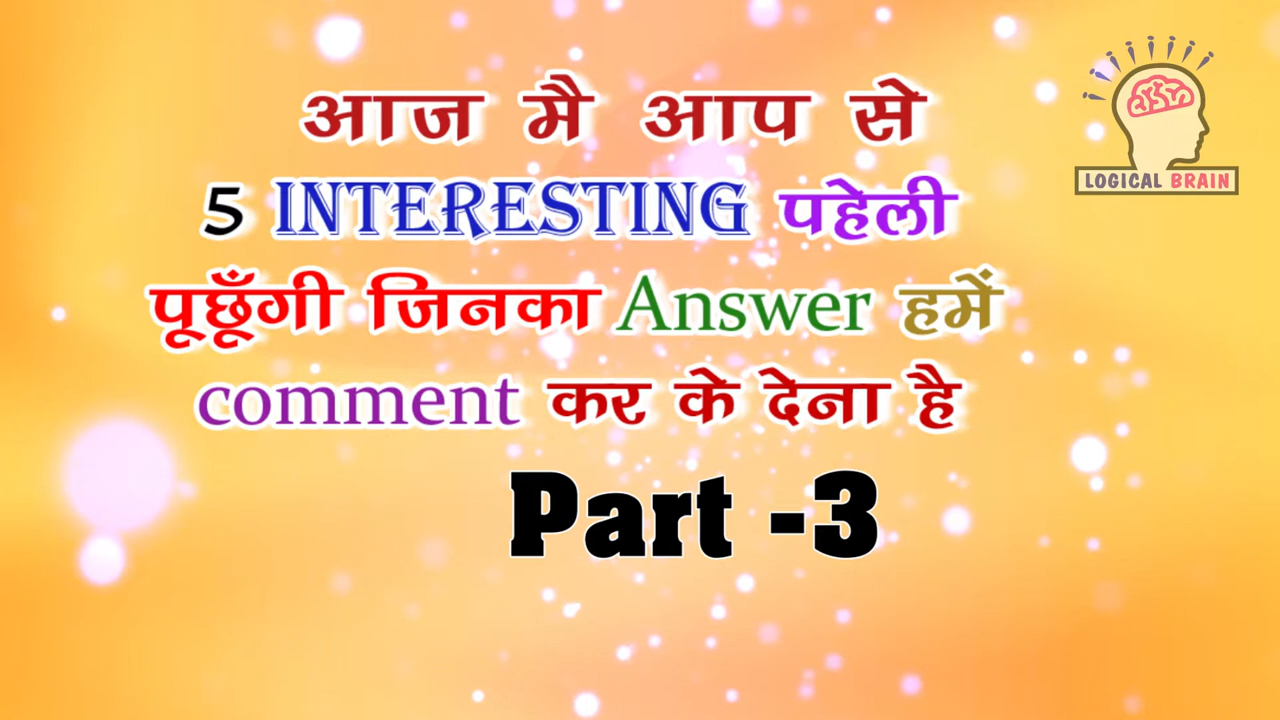 आज मै आप से
5 INTERESTING पहेली
पूछूँगी जिनका Answer हमें
comment कर के देना है
Part -3
LOGICAL BRAIN